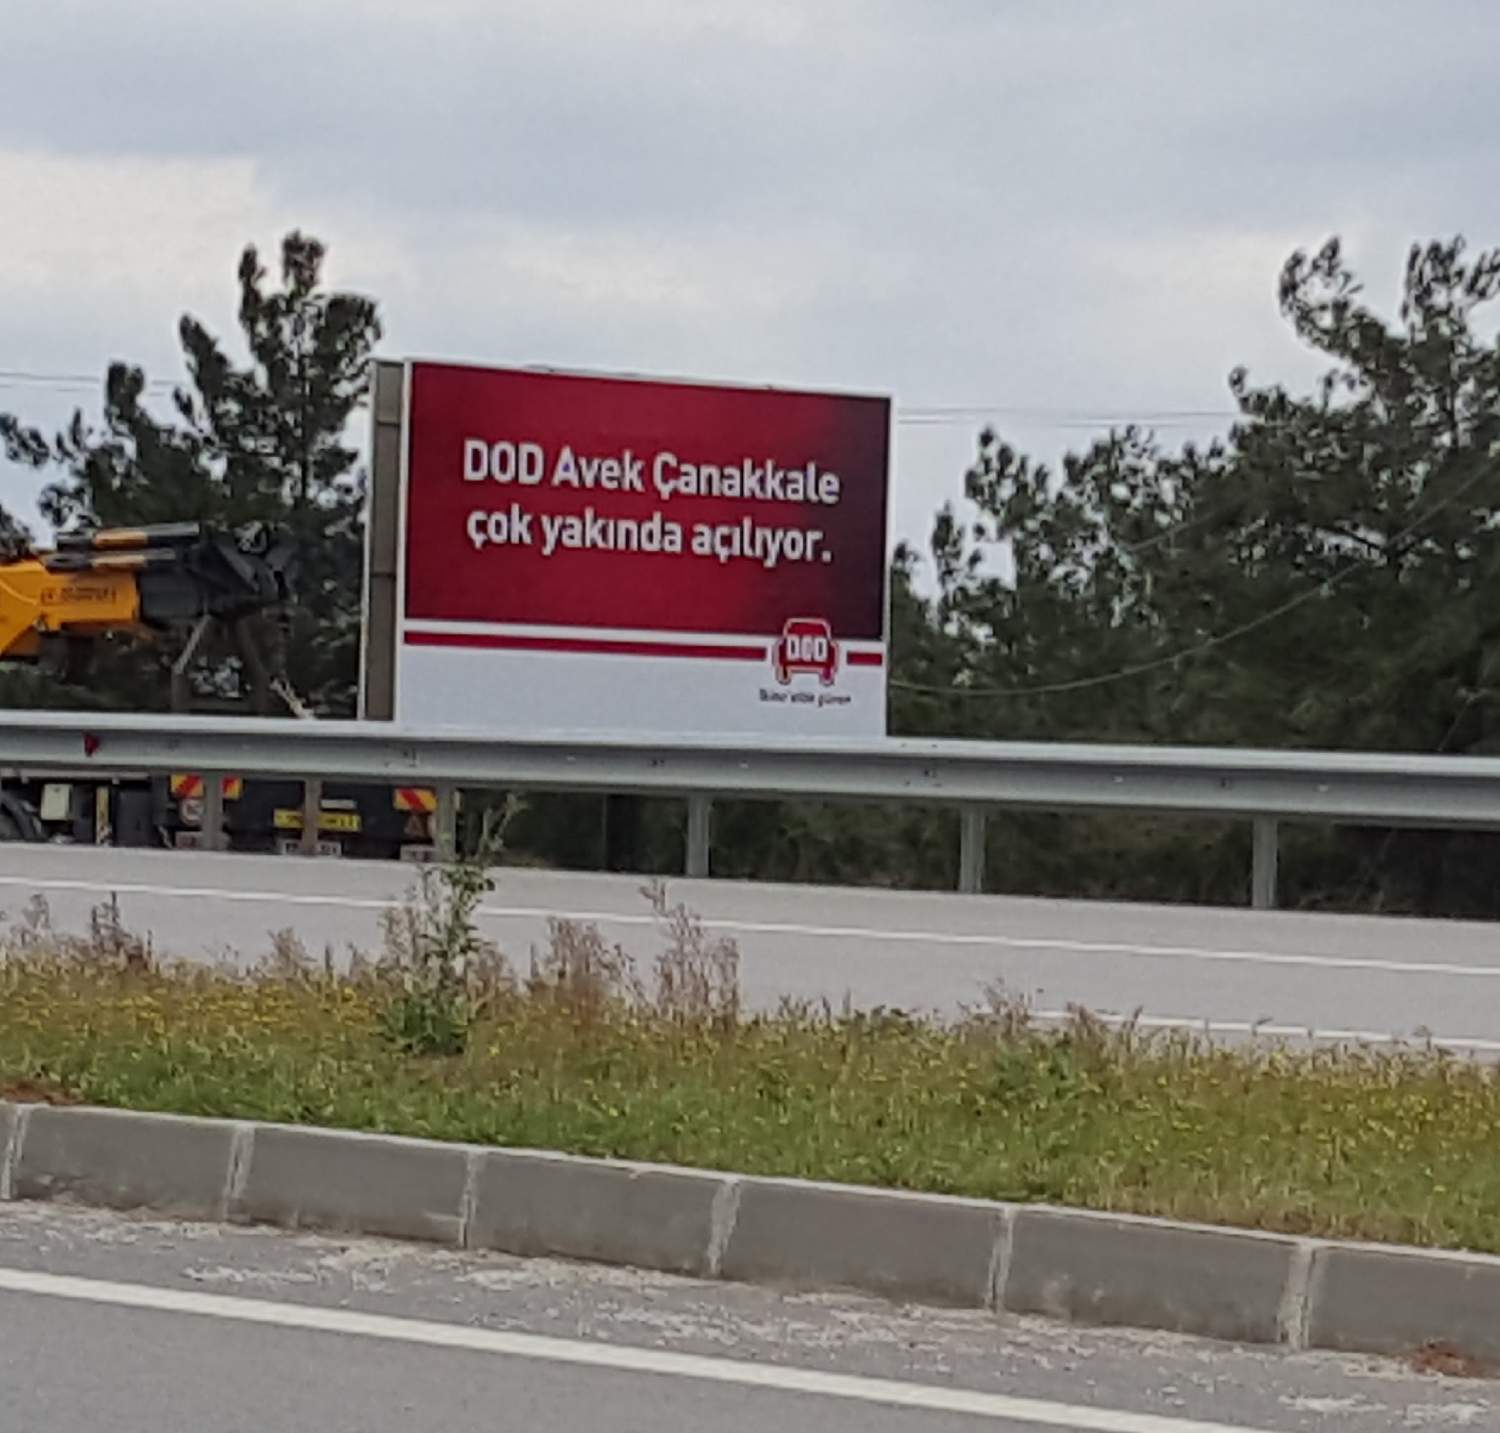 DOD Avek Çanakkale
çok yakında açılıyor.
DOD